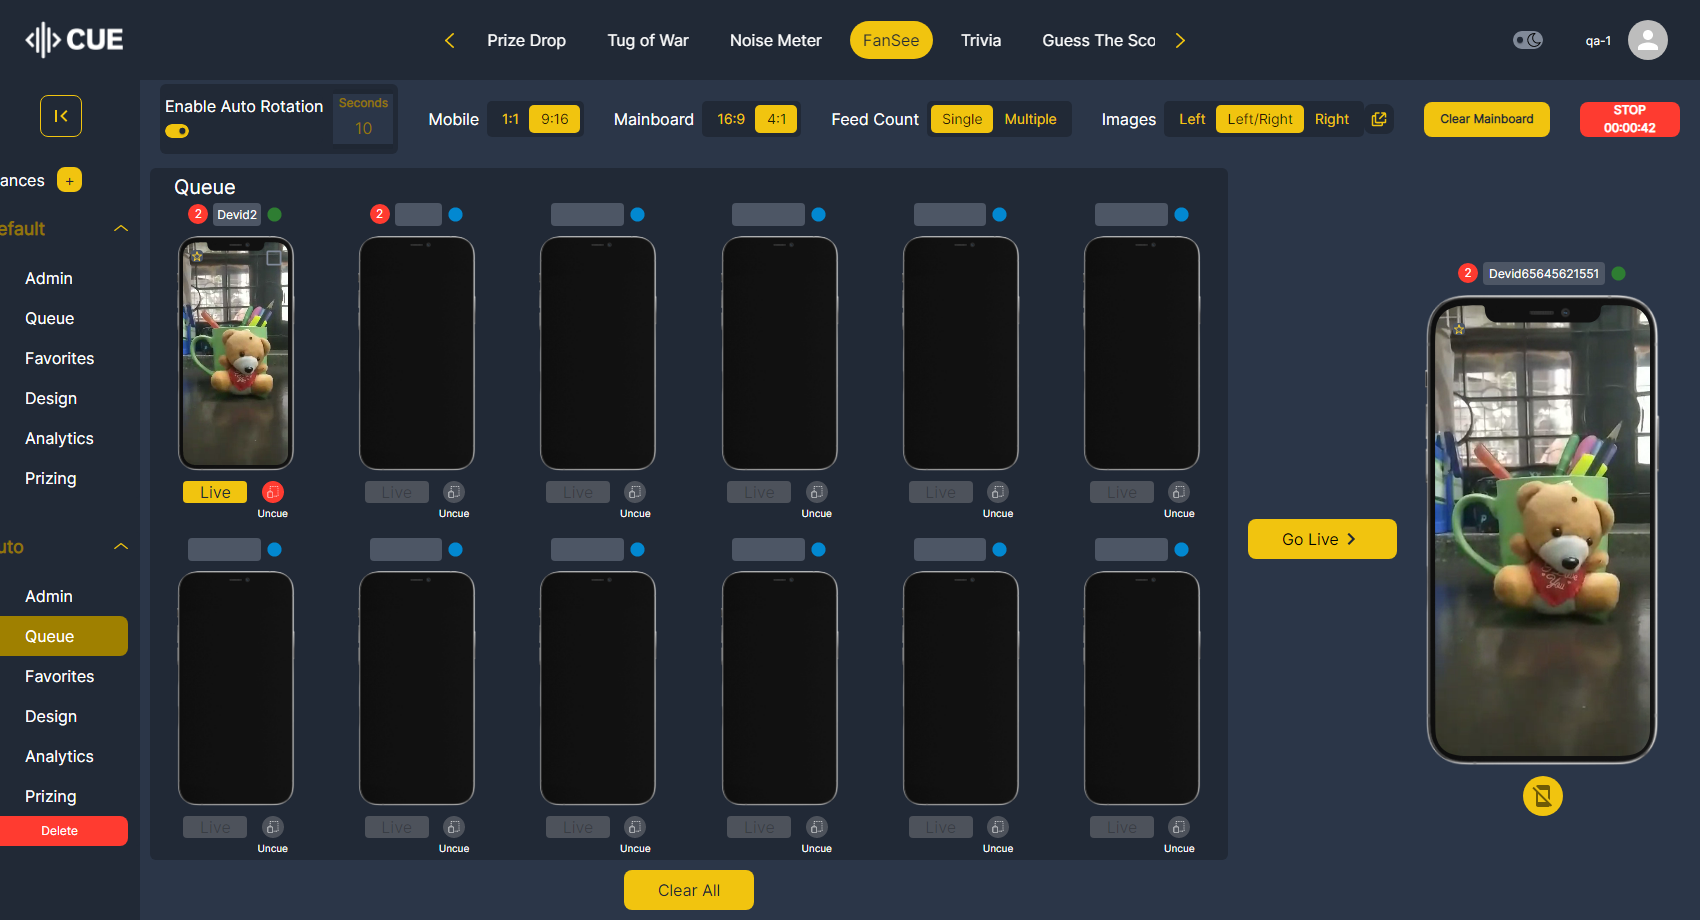 CUE
Prize Drop
Tug of War
Noise Meter
FanSee
Trivia
Guess The Sco
qa-1
Enable Auto Rotation
Seconds
10
Mobile
1:1
9:16
Mainboard
16:9
4:1
Feed Count
Single
Multiple
Images
Left
Left/Right
Right
Clear Mainboard
STOP
00:00:42
ances
+
efault
Admin
Queue
Favorites
Design
Analytics
Prizing
uto
Admin
Queue
Favorites
Design
Analytics
Prizing
Delete
Queue
2
Devid2
2
Live
Live
Live
Live
Live
Live
Uncue
Uncue
Uncue
Uncue
Uncue
Uncue
Live
Live
Live
Live
Live
Live
Uncue
Uncue
Uncue
Uncue
Uncue
Uncue
Clear All
Go Live
2
Devid65645621551
You